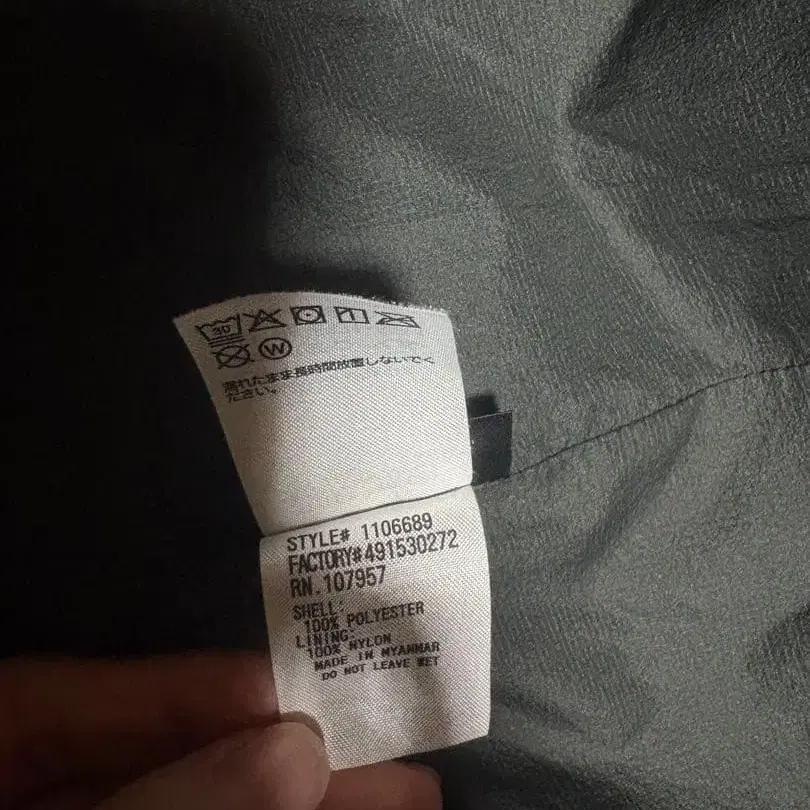 30
W
濡れたまま長時間放置しないでく
ださい。
STYLE# 1106689
FACTORY#491530272
RN.107957
SHELL:
100% POLYESTER
LINING:
100% NYLON
MADE IN MYANMAR
DO NOT LEAVE WET